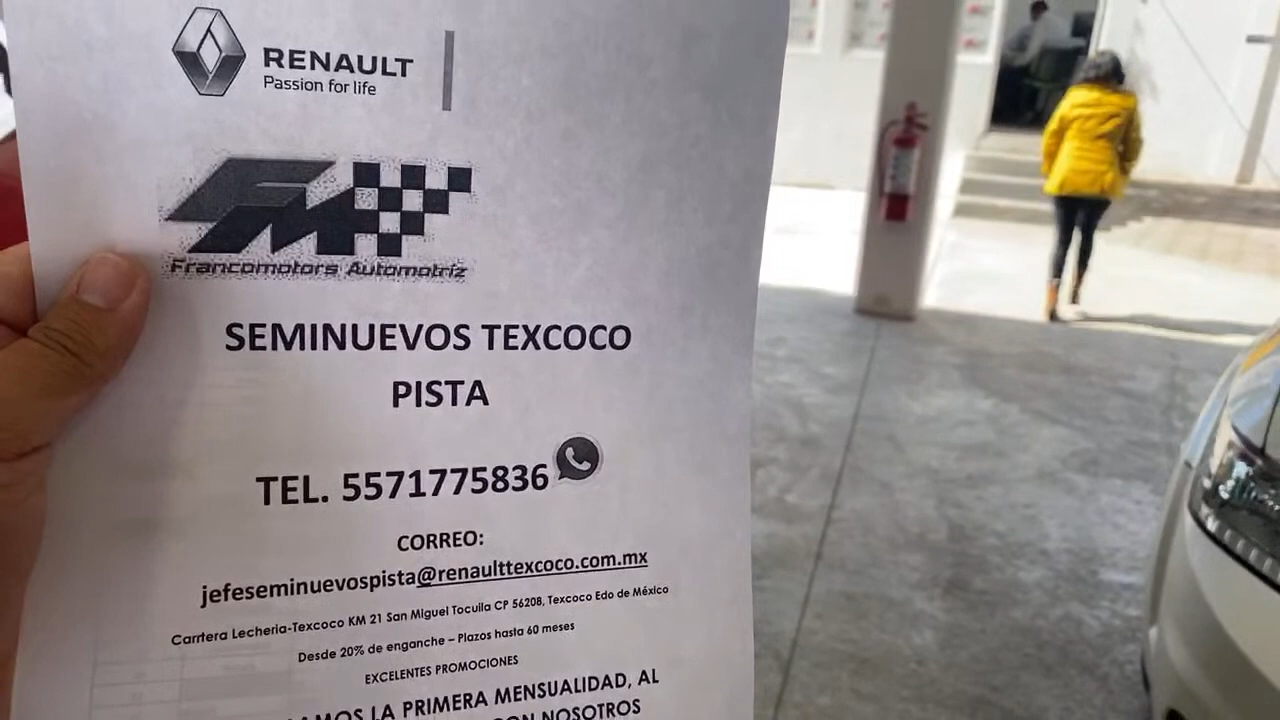 RENAULT
Passion for life
FM
Francomotors Automotriz
SEMINUEVOS TEXCOCO
PISTA
TEL. 5571775836
CORREO:
jefeseminuevospista@renaulttexcoco.com.mx
Carrtera Lecheria-Texcoco KM 21 San Miguel Tocuila CP 56208, Texcoco Edo de México
Desde 20% de enganche – Plazos hasta 60 meses
EXCELENTES PROMOCIONES
LA PRIMERA MENSUALIDAD, AL
CON NOSOTROS